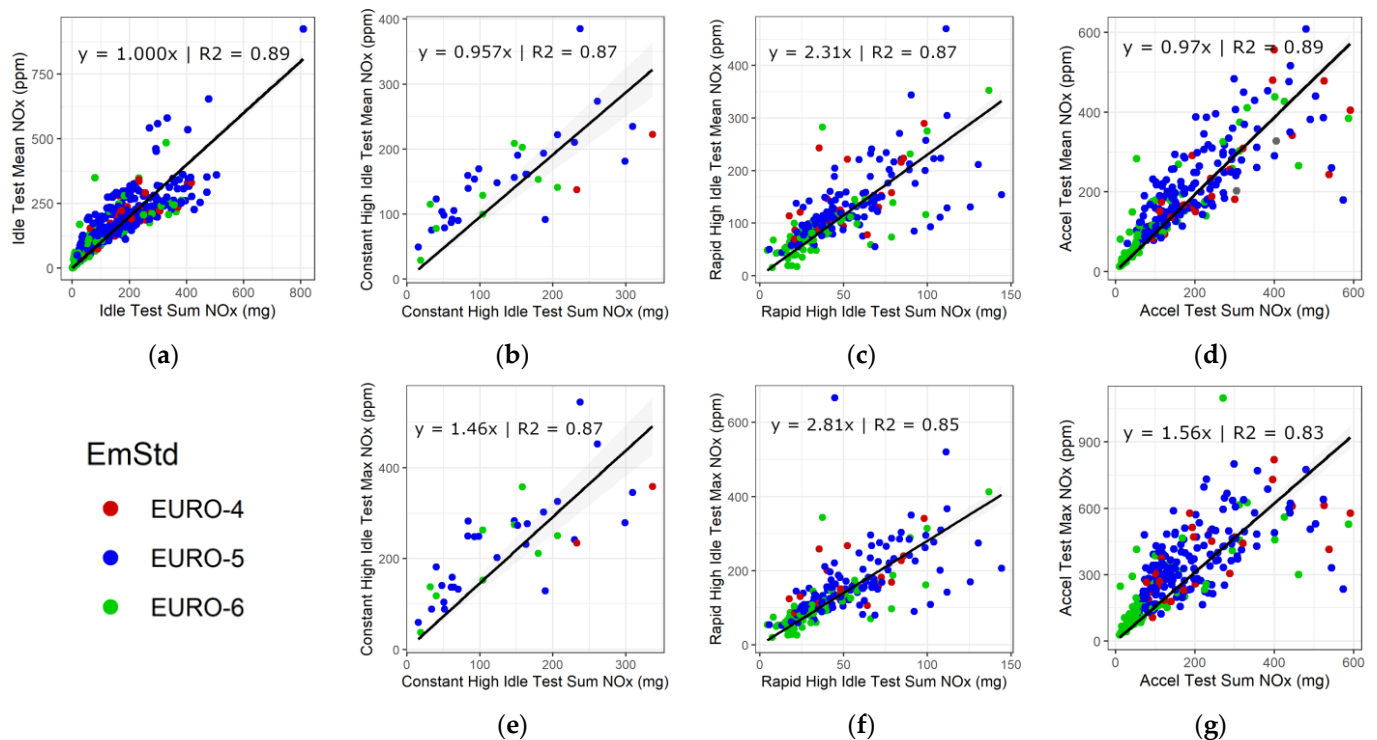 y = 1.000x | R2 = 0.89
Idle Test Mean NOx (ppm)
750
500
250
0
0 200 400 600 800
Idle Test Sum NOx (mg)
(a)
y = 0.957x | R2 = 0.87
Constant High Idle Test Mean NOx (ppm)
400
300
200
100
0
0 100 200 300
Constant High Idle Test Sum NOx (mg)
(b)
y = 2.31x | R2 = 0.87
Rapid High Idle Test Mean NOx (ppm)
400
300
200
100
0
0 50 100 150
Rapid High Idle Test Sum NOx (mg)
(c)
y = 0.97x | R2 = 0.89
Accel Test Mean NOx (ppm)
600
400
200
0
0 200 400 600
Accel Test Sum NOx (mg)
(d)
EmStd
EURO-4
EURO-5
EURO-6
y = 1.46x | R2 = 0.87
Constant High Idle Test Max NOx (ppm)
400
200
0
0 100 200 300
Constant High Idle Test Sum NOx (mg)
(e)
y = 2.81x | R2 = 0.85
Rapid High Idle Test Max NOx (ppm)
600
400
200
0
0 50 100 150
Rapid High Idle Test Sum NOx (mg)
(f)
y = 1.56x | R2 = 0.83
Accel Test Max NOx (ppm)
900
600
300
0
0 200 400 600
Accel Test Sum NOx (mg)
(g)